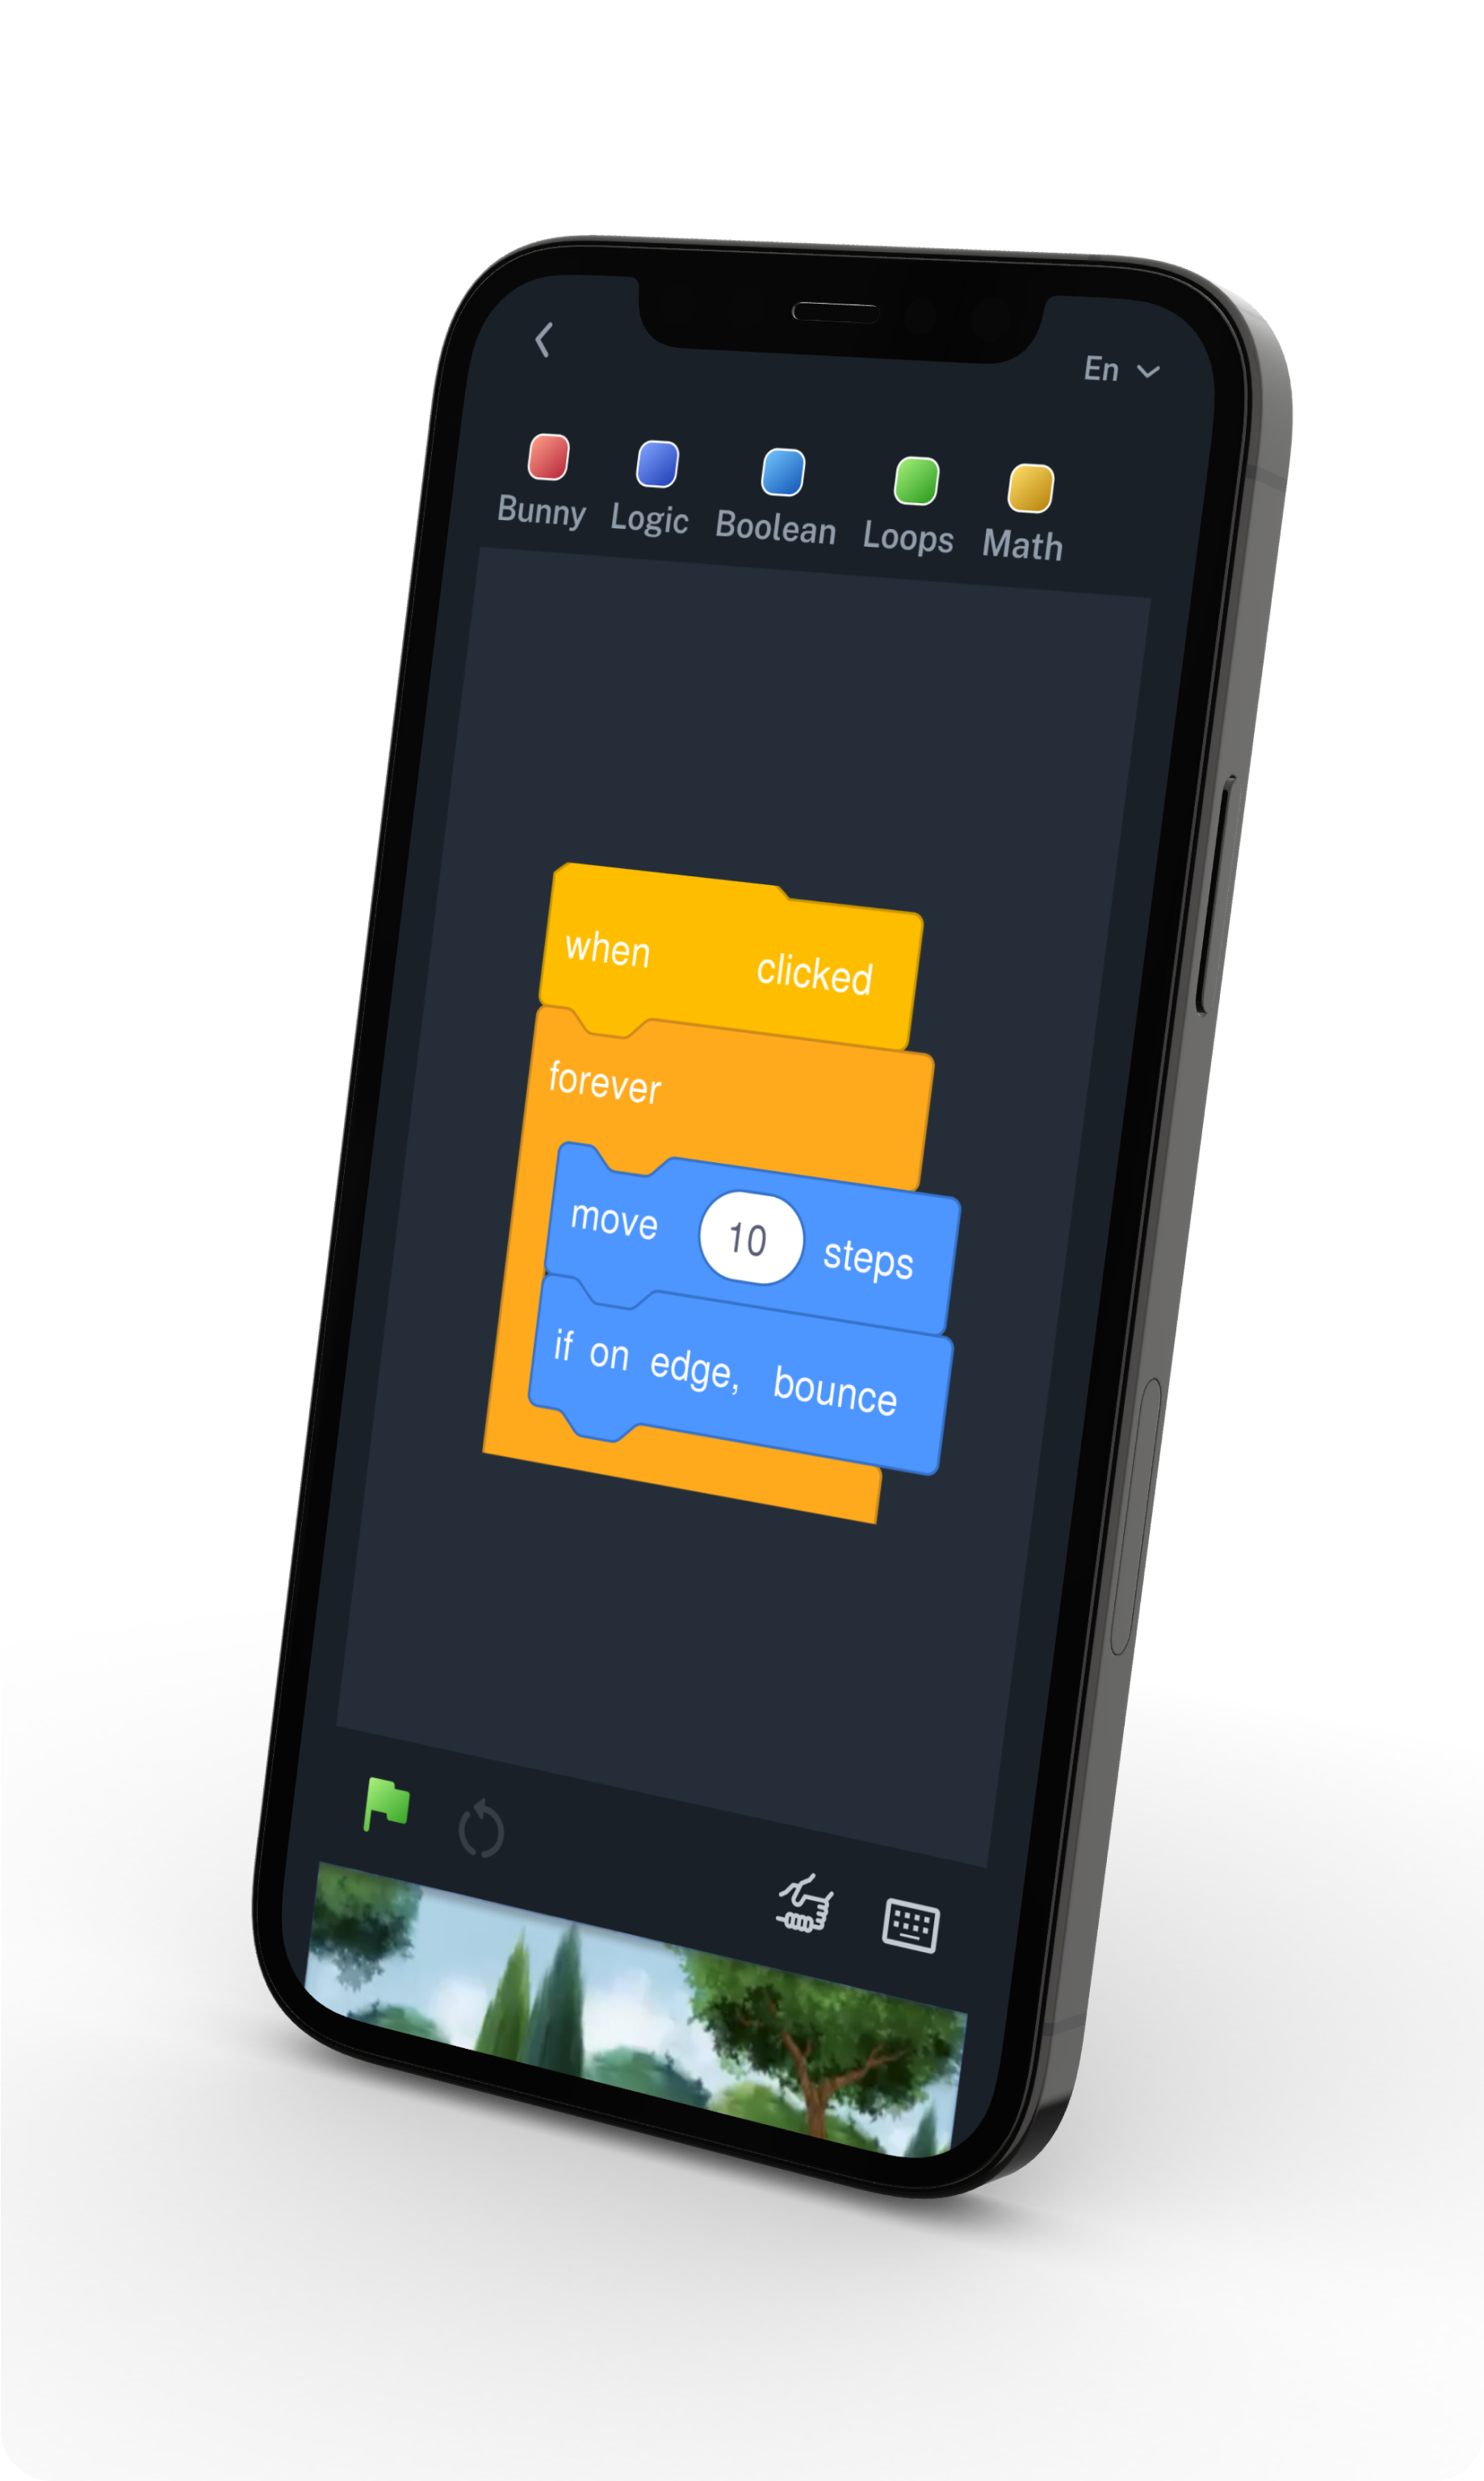 En
Bunny Logic Boolean Loops Math
when clicked
forever
move 10 steps
if on edge, bounce